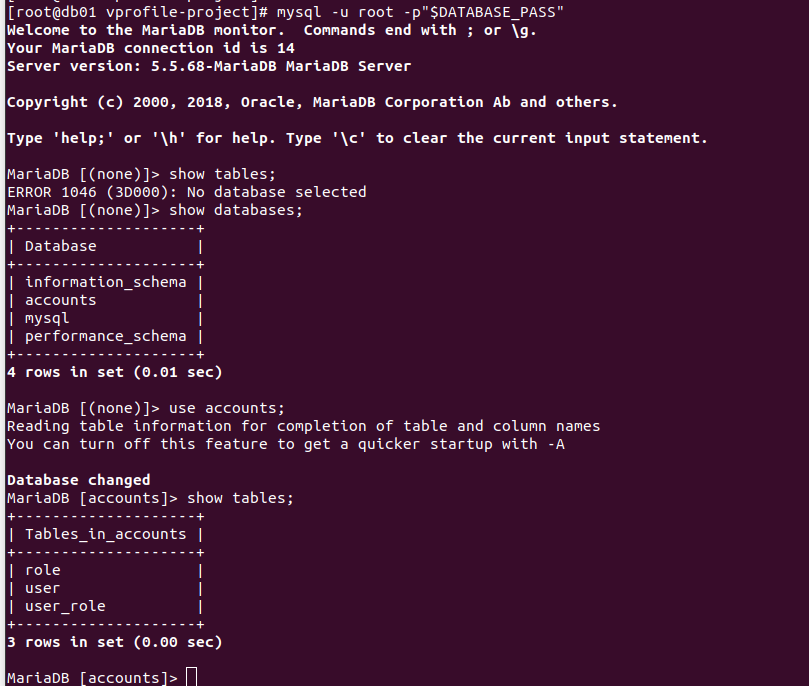 [root@db01 vprofile-project]# mysql -u root -p"$DATABASE_PASS"
Welcome to the MariaDB monitor.  Commands end with ; or \g.
Your MariaDB connection id is 14
Server version: 5.5.68-MariaDB MariaDB Server

Copyright (c) 2000, 2018, Oracle, MariaDB Corporation Ab and others.

Type 'help;' or '\h' for help. Type '\c' to clear the current input statement.

MariaDB [(none)]> show tables;
ERROR 1046 (3D000): No database selected
MariaDB [(none)]> show databases;
+--------------------+
| Database           |
+--------------------+
| information_schema |
| accounts           |
| mysql              |
| performance_schema |
+--------------------+
4 rows in set (0.01 sec)

MariaDB [(none)]> use accounts;
Reading table information for completion of table and column names
You can turn off this feature to get a quicker startup with -A

Database changed
MariaDB [accounts]> show tables;
+--------------------+
| Tables_in_accounts |
+--------------------+
| role               |
| user               |
| user_role          |
+--------------------+
3 rows in set (0.00 sec)

MariaDB [accounts]>